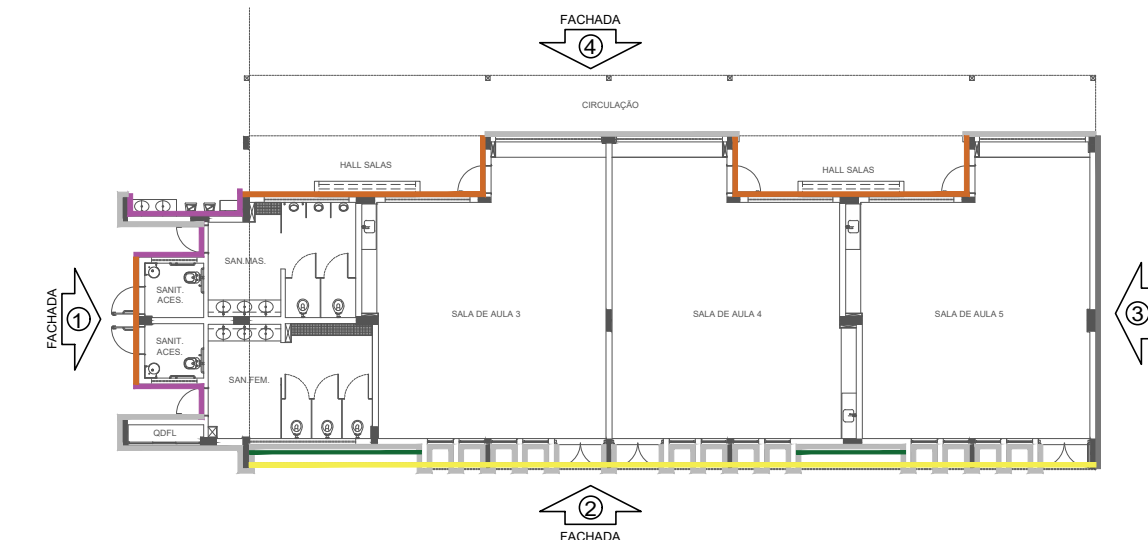 FACHADA
4
CIRCULAÇÃO
HALL SALAS
HALL SALAS
SAN.MAS.
SANIT.
ACES.
FACHADA
1
SALA DE AULA 3
SALA DE AULA 4
SALA DE AULA 5
3
SANIT.
ACES.
SAN.FEM.
QDFL
2
FACHADA